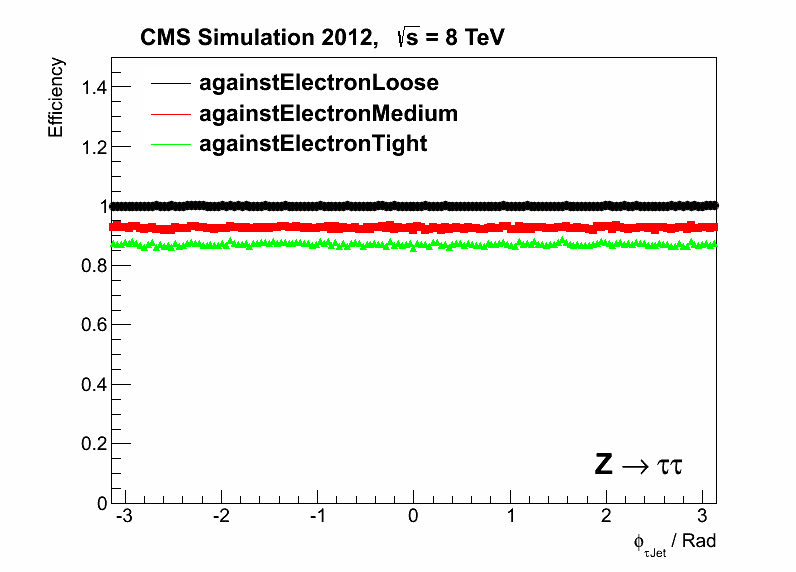 CMS Simulation 2012, √s = 8 TeV
Efficiency
againstElectronLoose
againstElectronMedium
againstElectronTight
1.4
1.2
1
0.8
0.6
0.4
0.2
0
Z → ττ
-3 -2 -1 0 1 2 3
ϕτJet / Rad